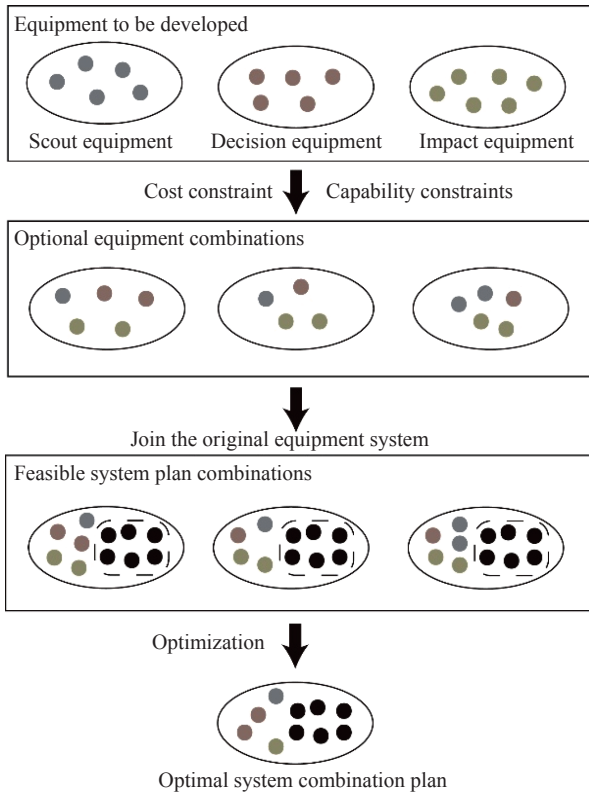 Equipment to be developed
Scout equipment Decision equipment Impact equipment
Cost constraint Capability constraints
Optional equipment combinations
Join the original equipment system
Feasible system plan combinations
Optimization
Optimal system combination plan